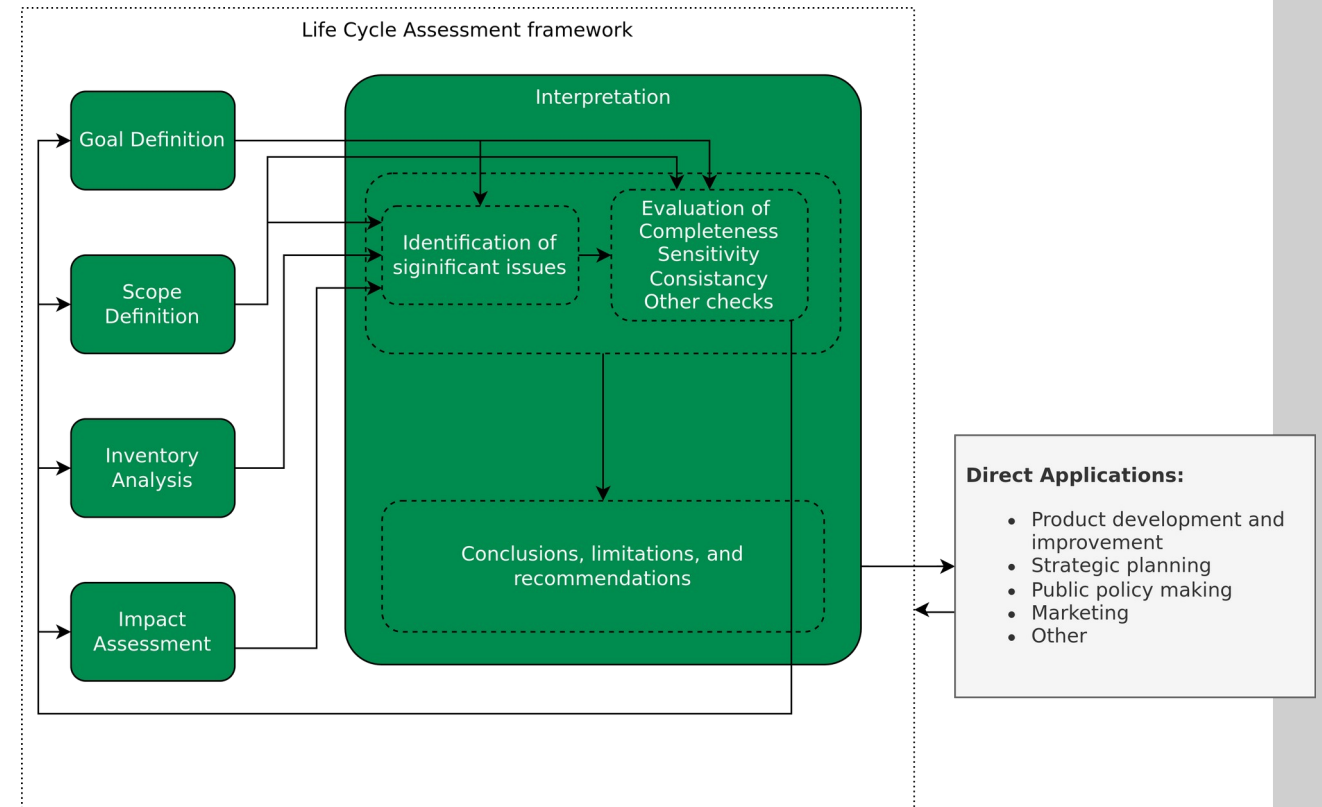 Life Cycle Assessment framework
Interpretation
Goal Definition
Identification of
siginificant issues
Evaluation of
Completeness
Sensitivity
Consistancy
Other checks
Scope
Definition
Inventory
Analysis
Impact
Assessment
Conclusions, limitations, and
recommendations
Direct Applications:
• Product development and
improvement
• Strategic planning
• Public policy making
• Marketing
• Other